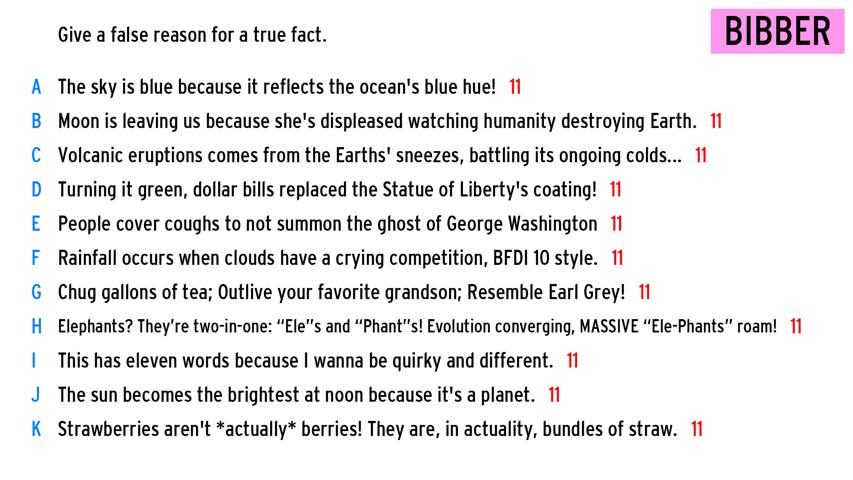 Give a false reason for a true fact.
BIBBER
A The sky is blue because it reflects the ocean's blue hue! 11
B Moon is leaving us because she's displeased watching humanity destroying Earth. 11
C Volcanic eruptions comes from the Earths' sneezes, battling its ongoing colds... 11
D Turning it green, dollar bills replaced the Statue of Liberty's coating! 11
E People cover coughs to not summon the ghost of George Washington 11
F Rainfall occurs when clouds have a crying competition, BFDI 10 style. 11
G Chug gallons of tea; Outlive your favorite grandson; Resemble Earl Grey! 11
H Elephants? They’re two-in-one: “Ele”s and “Phant”s! Evolution converging, MASSIVE “Ele-Phants” roam! 11
I This has eleven words because I wanna be quirky and different. 11
J The sun becomes the brightest at noon because it's a planet. 11
K Strawberries aren't *actually* berries! They are, in actuality, bundles of straw. 11